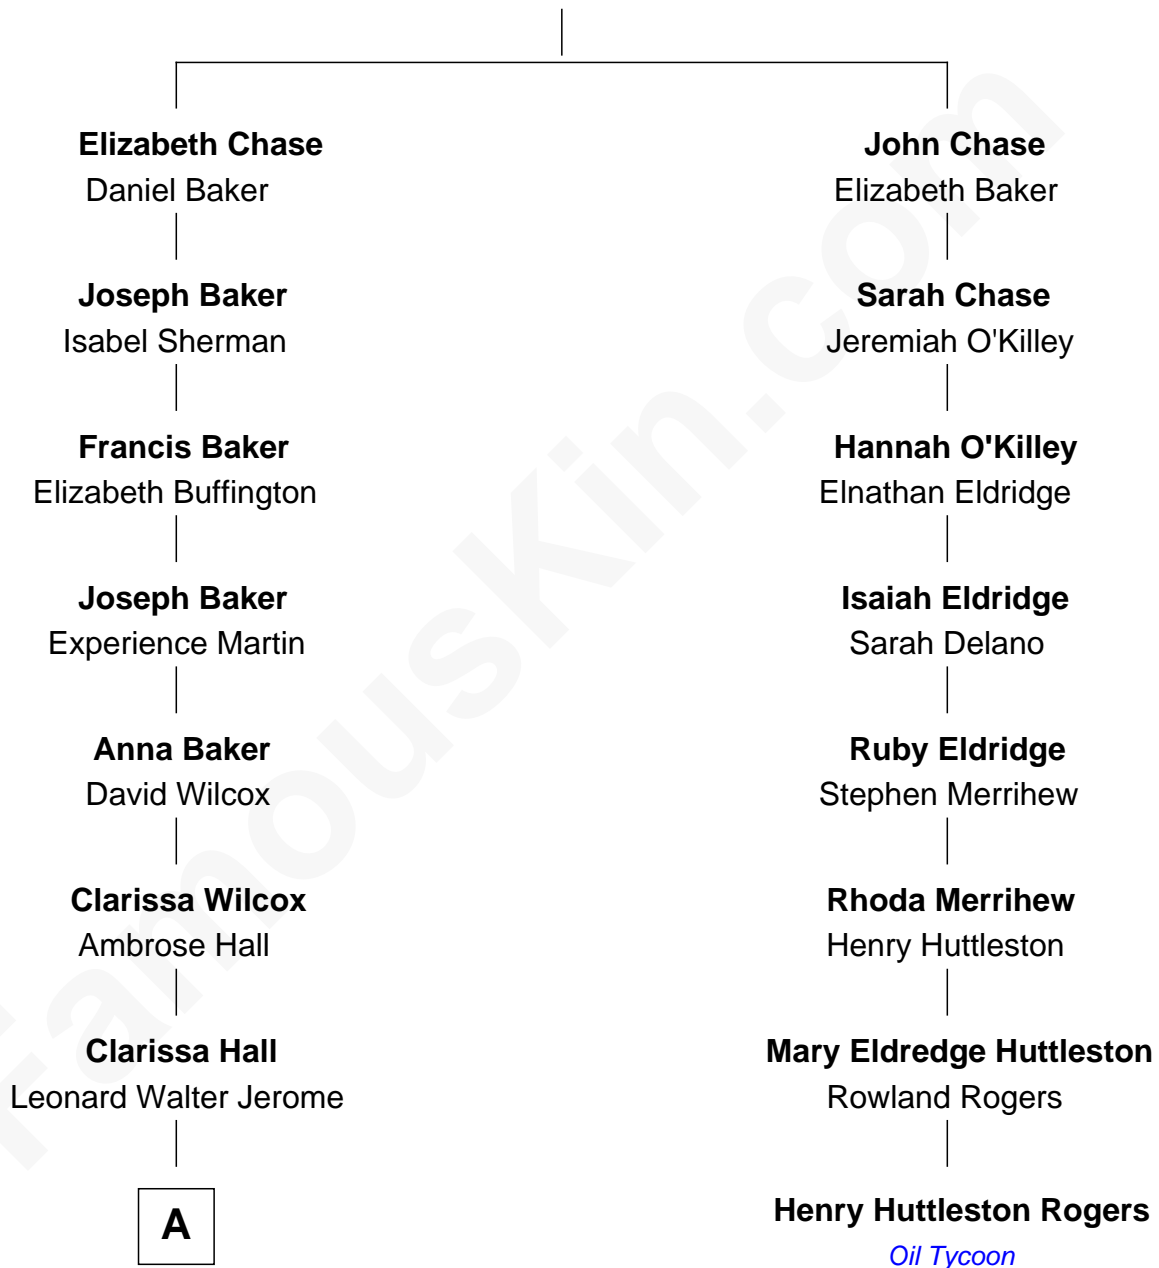 Elizabeth Chase
Daniel Baker
Joseph Baker
Isabel Sherman
Francis Baker
Elizabeth Buffington
Joseph Baker
Experience Martin
Anna Baker
David Wilcox
Clarissa Wilcox
Ambrose Hall
Clarissa Hall
Leonard Walter Jerome
A
John Chase
Elizabeth Baker
Sarah Chase
Jeremiah O'Killey
Hannah O'Killey
Elnathan Eldridge
Isaiah Eldridge
Sarah Delano
Ruby Eldridge
Stephen Merrihew
Rhoda Merrihew
Henry Huttleston
Mary Eldredge Huttleston
Rowland Rogers
Henry Huttleston Rogers
Oil Tycoon
FamousKin.com